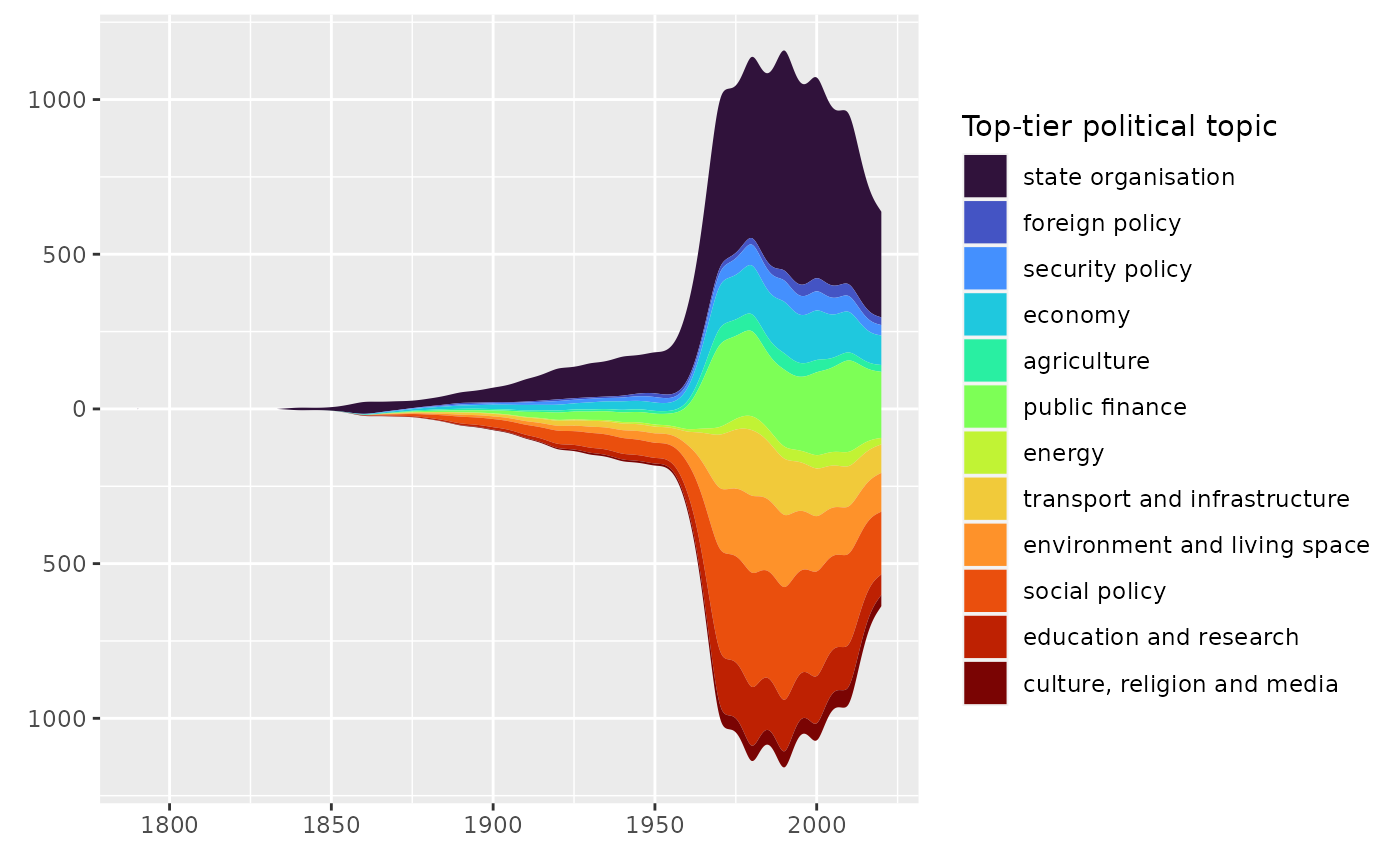 1000
500
0
500
1000
1800
1850
1900
1950
2000
Top-tier political topic
state organisation
foreign policy
security policy
economy
agriculture
public finance
energy
transport and infrastructure
environment and living space
social policy
education and research
culture, religion and media